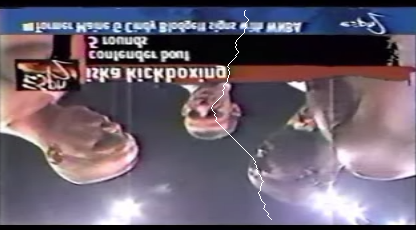 iska kickboxing
contender bout
5 rounds
Former Maine G Cindy Blodgett signs with WNBA